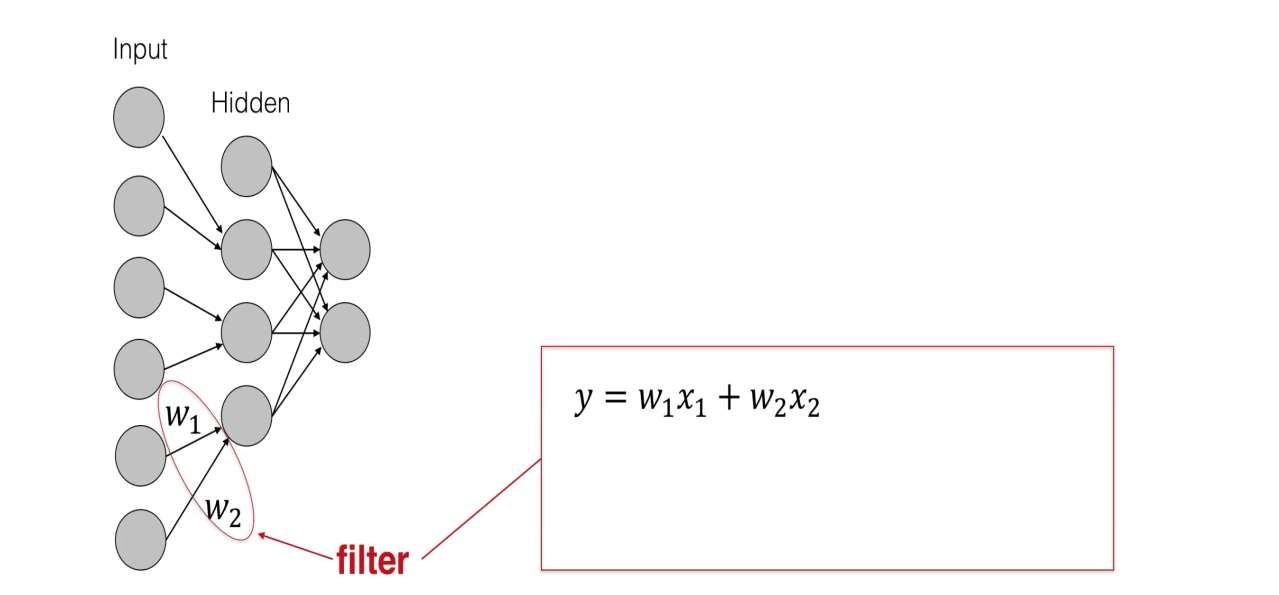 Input
Hidden
w₁
w₂
filter
y = w₁x₁ + w₂x₂